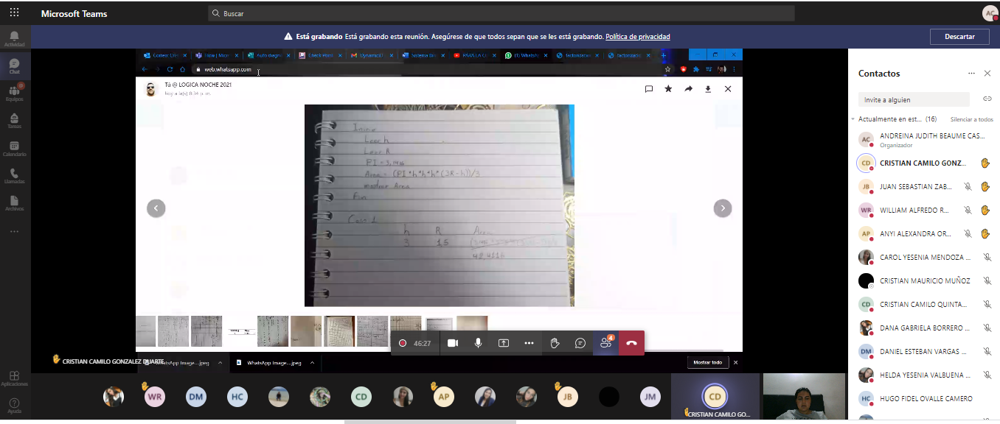 Microsoft Teams
Buscar
AC
Está grabando Está grabando esta reunión. Asegúrese de que todos sepan que se les está grabando. Política de privacidad
Descartar
Actividad
Chat
Equipos
Tareas
Calendario
Llamadas
Archivos
Aplicaciones
Ayuda
web.whatsapp.com
Tú @ LOGICA NOCHE 2021
hoy a la(s) 8:34 p. m.
Inicio
Leer h
Leer R
PI = 3,1416
Area = (PI*h*h*(3R-h))/3
mostrar Area
Fin
Caso 1
h R Area
3 1,5
42,4116
46:27
4
CRISTIAN CAMILO GONZALEZ DUARTE
WhatsApp Image....jpeg
WhatsApp Image....jpeg
Mostrar todo
WR
DM
HC
CD
AP
JB
JM
CD
CRISTIAN CAMILO GO...
Contactos
Invite a alguien
Actualmente en est... (16) Silenciar a todos
AC ANDREINA JUDITH BEAUME CAS...
Organizador
CD CRISTIAN CAMILO GONZ...
JB JUAN SEBASTIAN ZAB...
WR WILLIAM ALFREDO R...
AP ANYI ALEXANDRA OR...
CAROL YESENIA MENDOZA ...
CRISTIAN MAURICIO MUÑOZ
CD CRISTIAN CAMILO QUINTA...
DANA GABRIELA BORRERO ...
DM DANIEL ESTEBAN VARGAS ...
HELDA YESENIA VALBUENA ...
HC HUGO FIDEL OVALLE CAMERO